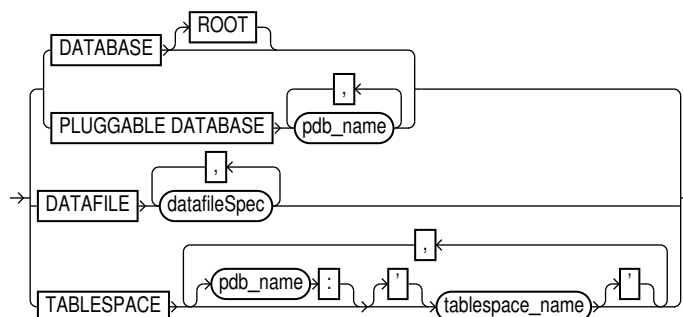 ROOT
DATABASE
,
PLUGGABLE DATABASE pdb_name
,
DATAFILE datafileSpec
,
pdb_name : ' '
TABLESPACE tablespace_name